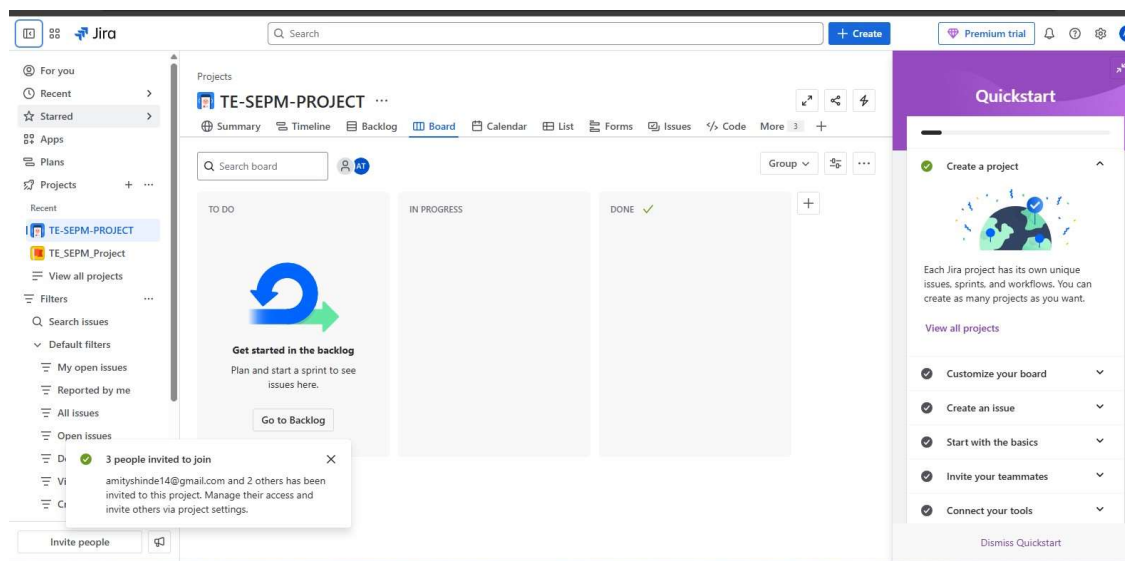 Jira
Search
+ Create
Premium trial
For you
Recent
Starred
Apps
Plans
Projects
Recent
TE-SEPM-PROJECT
TE_SEPM_Project
View all projects
Filters
Search issues
Default filters
My open issues
Reported by me
All issues
Open issues
Invite people
Projects
TE-SEPM-PROJECT
Summary Timeline Backlog Board Calendar List Forms Issues Code More 3
Search board
AT
Group
TO DO IN PROGRESS DONE
Get started in the backlog
Plan and start a sprint to see
issues here.
Go to Backlog
3 people invited to join
amityshinde14@gmail.com and 2 others has been
invited to this project. Manage their access and
invite others via project settings.
Quickstart
Create a project
Each Jira project has its own unique
issues, sprints, and workflows. You can
create as many projects as you want.
View all projects
Customize your board
Create an issue
Start with the basics
Invite your teammates
Connect your tools
Dismiss Quickstart